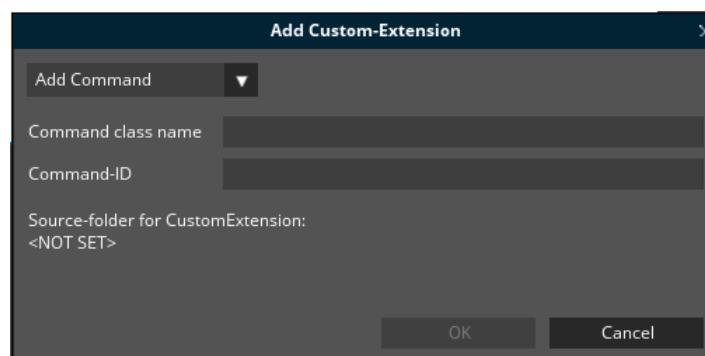 Add Custom-Extension
Add Command
Command class name
Command-ID
Source-folder for CustomExtension:
<NOT SET>
OK
Cancel